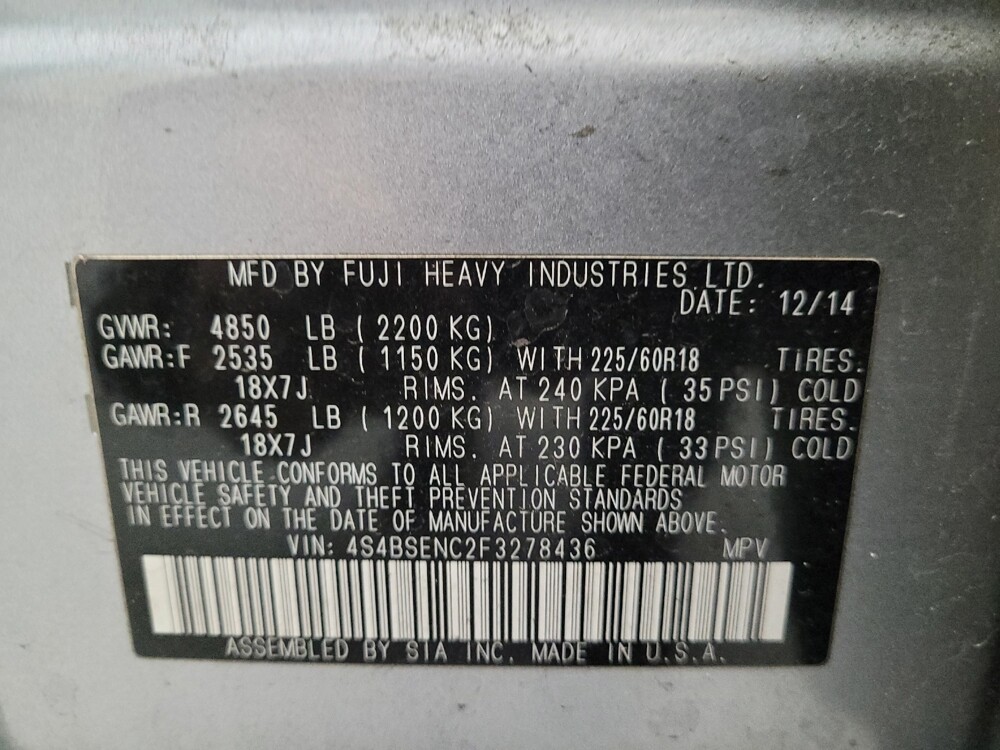 MFD BY FUJI HEAVY INDUSTRIES LTD.
DATE: 12/14
GVWR: 4850 LB ( 2200 KG)
GAWR:F 2535 LB ( 1150 KG) WITH 225/60R18 TIRES.
18X7J RIMS. AT 240 KPA ( 35 PSI) COLD
GAWR:R 2645 LB ( 1200 KG) WITH 225/60R18 TIRES.
18X7J RIMS. AT 230 KPA ( 33 PSI) COLD
THIS VEHICLE CONFORMS TO ALL APPLICABLE FEDERAL MOTOR
VEHICLE SAFETY AND THEFT PREVENTION STANDARDS
IN EFFECT ON THE DATE OF MANUFACTURE SHOWN ABOVE.
VIN: 4S4BSENC2F3278436 MPV
ASSEMBLED BY SIA INC. MADE IN U.S.A.